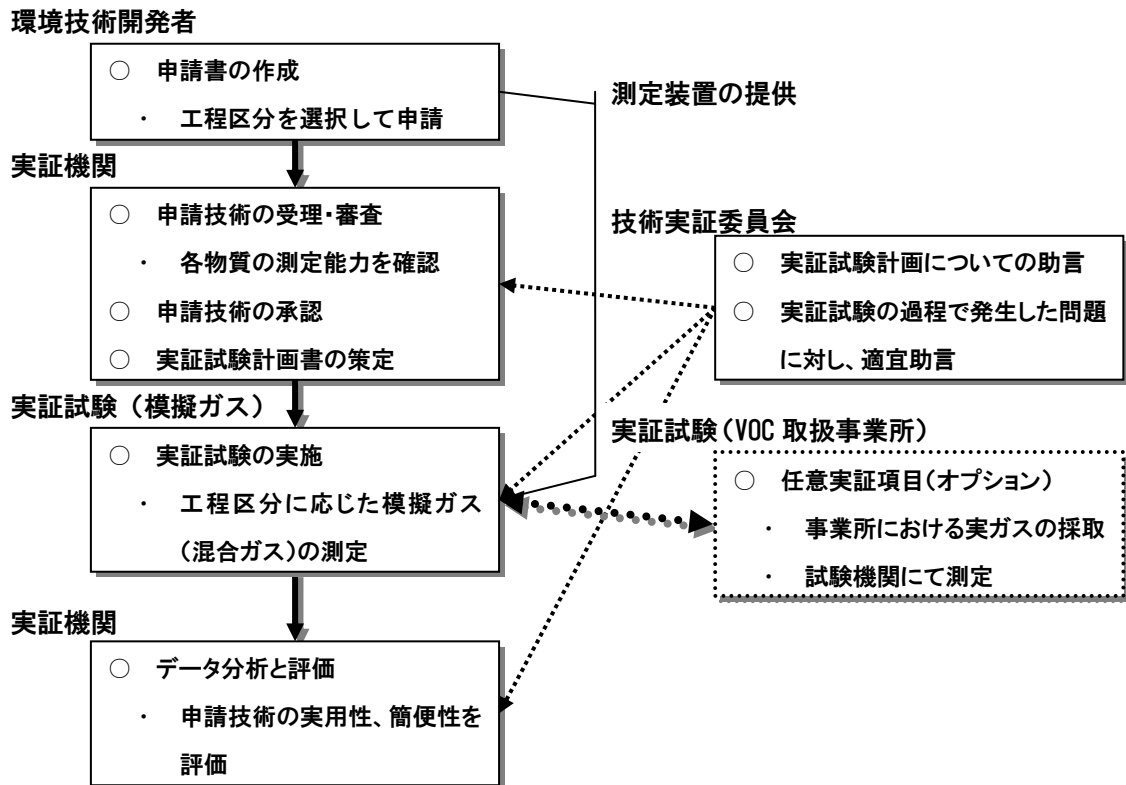 環境技術開発者
○ 申請書の作成
・ 工程区分を選択して申請
測定装置の提供
実証機関
○ 申請技術の受理・審査
・ 各物質の測定能力を確認
○ 申請技術の承認
○ 実証試験計画書の策定
技術実証委員会
○ 実証試験計画についての助言
○ 実証試験の過程で発生した問題
に対し、適宜助言
実証試験（模擬ガス）
○ 実証試験の実施
・ 工程区分に応じた模擬ガス
（混合ガス）の測定
実証試験（VOC 取扱事業所）
○ 任意実証項目（オプション）
・ 事業所における実ガスの採取
・ 試験機関にて測定
実証機関
○ データ分析と評価
・ 申請技術の実用性、簡便性を
評価